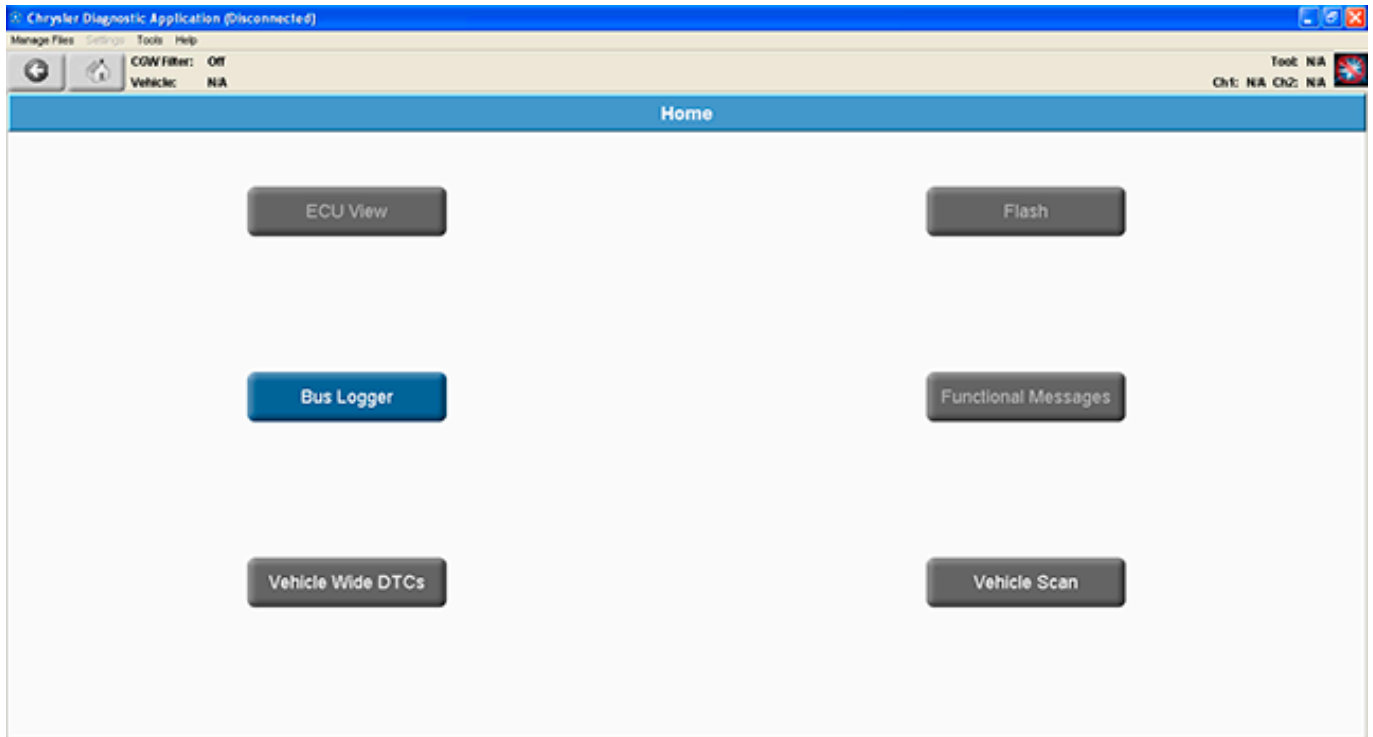 Chrysler Diagnostic Application (Disconnected)
Manage Files Settings Tools Help
CGW Filter: Off
Vehicle: N/A
Tool: N/A
Ch1: N/A Ch2: N/A
Home
ECU View
Flash
Bus Logger
Functional Messages
Vehicle Wide DTCs
Vehicle Scan